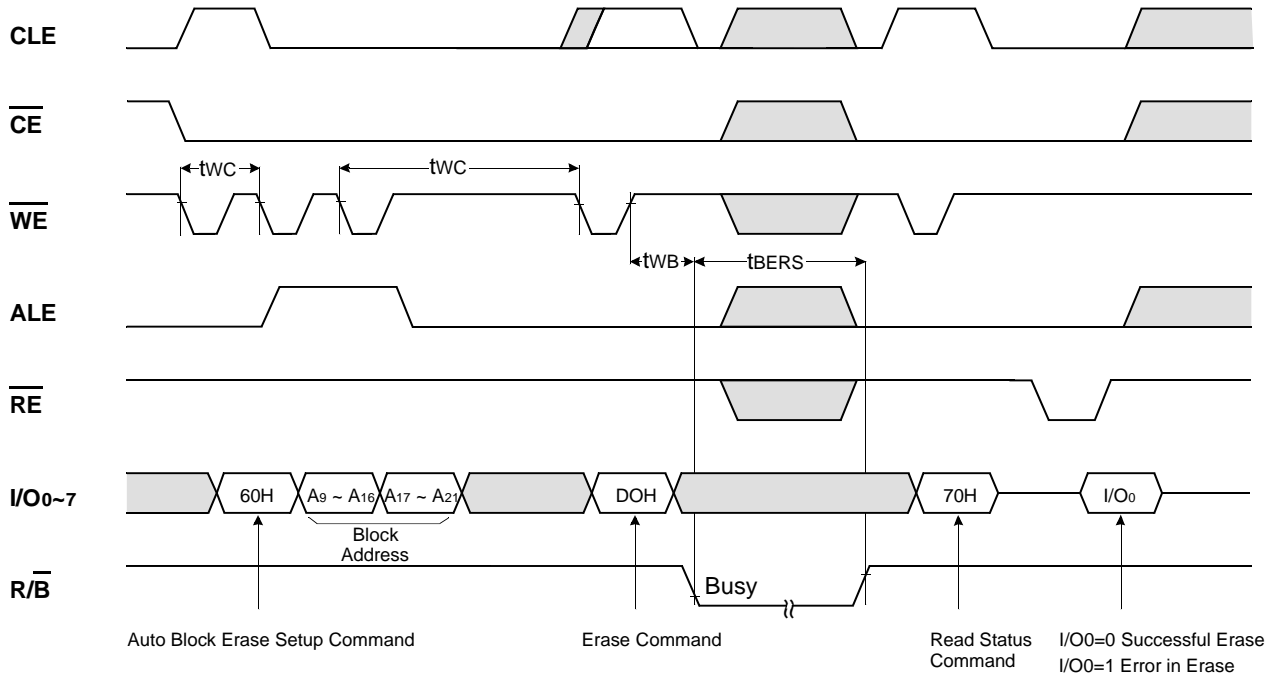 CLE
CE
tWC
tWC
WE
tWB
tBERS
ALE
RE
I/O0~7
60H
A9 ~ A16
A17 ~ A21
DOH
70H
I/O0
Block
Address
R/B
Busy
Auto Block Erase Setup Command
Erase Command
Read Status
Command
I/O0=0 Successful Erase
I/O0=1 Error in Erase